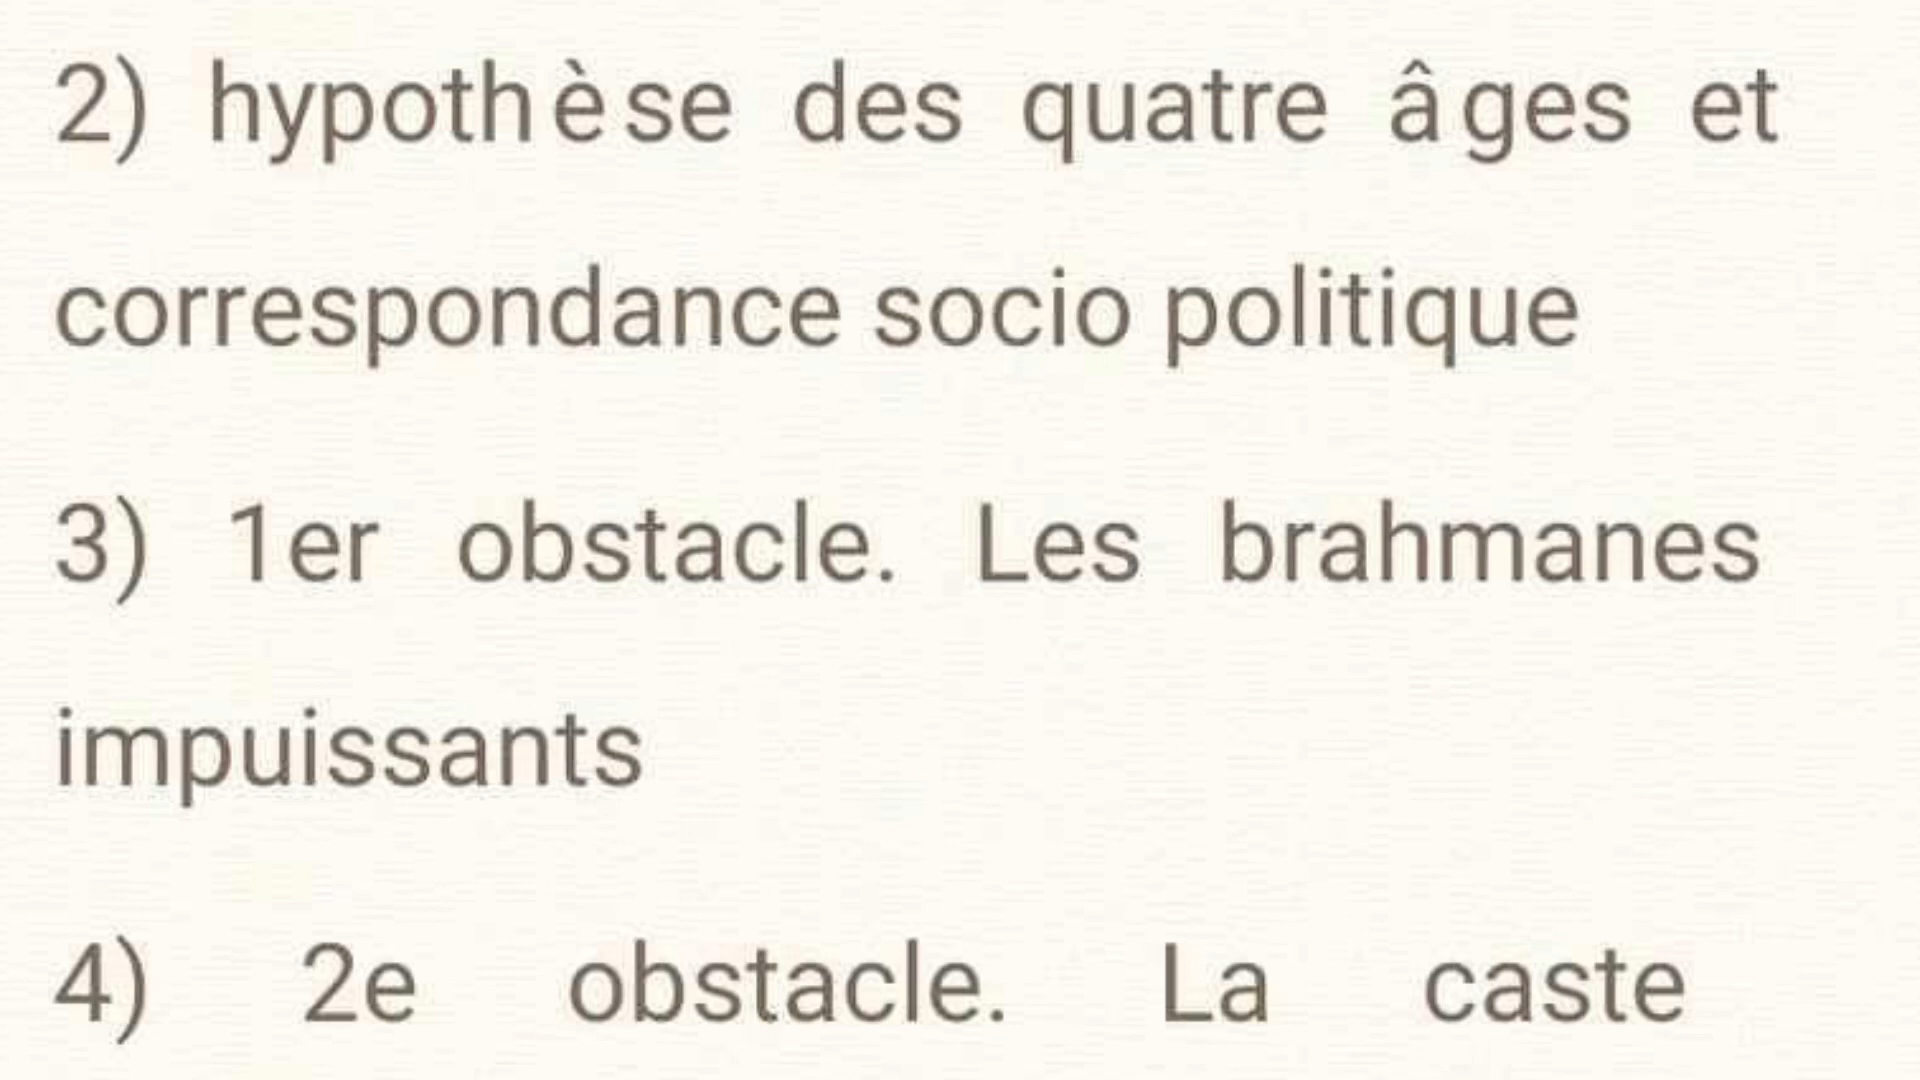 2) hypothèse des quatre âges et
correspondance socio politique
3) 1er obstacle. Les brahmanes
impuissants
4) 2e obstacle. La caste